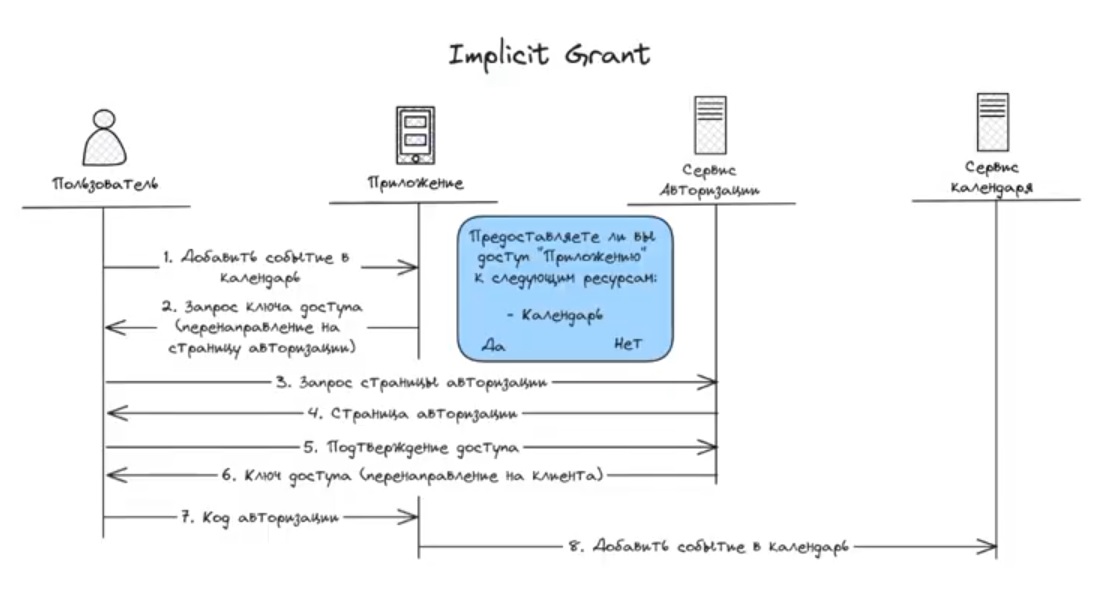 Implicit Grant
Пользователь
Приложение
Сервис
Авторизации
Сервис
Календаря
Предоставляете ли вы
доступ "Приложению"
к следующим ресурсам:
- Календарь
Да
Нет
1. Добавить событие в
календарь
2. Запрос ключа доступа
(перенаправление на
страницу авторизации)
3. Запрос страницы авторизации
4. Страница авторизации
5. Подтверждение доступа
6. Ключ доступа (перенаправление на клиента)
7. Код авторизации
8. Добавить событие в календарь